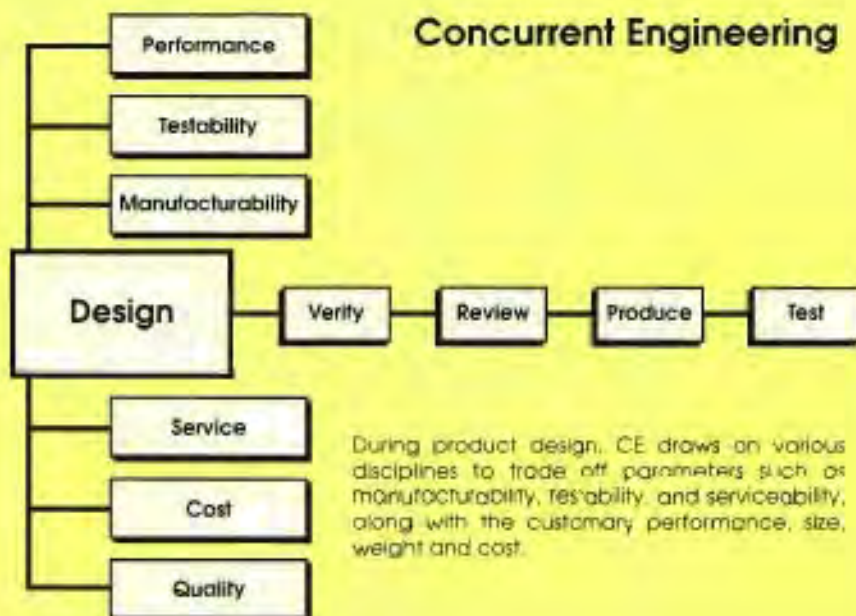 Concurrent Engineering
Performance
Testability
Manufacturability
Design
Verify
Review
Produce
Test
Service
Cost
Quality
During product design, CE draws on various
disciplines to trade off parameters such as
manufacturability, testability, and serviceability,
along with the customary performance, size,
weight and cost.